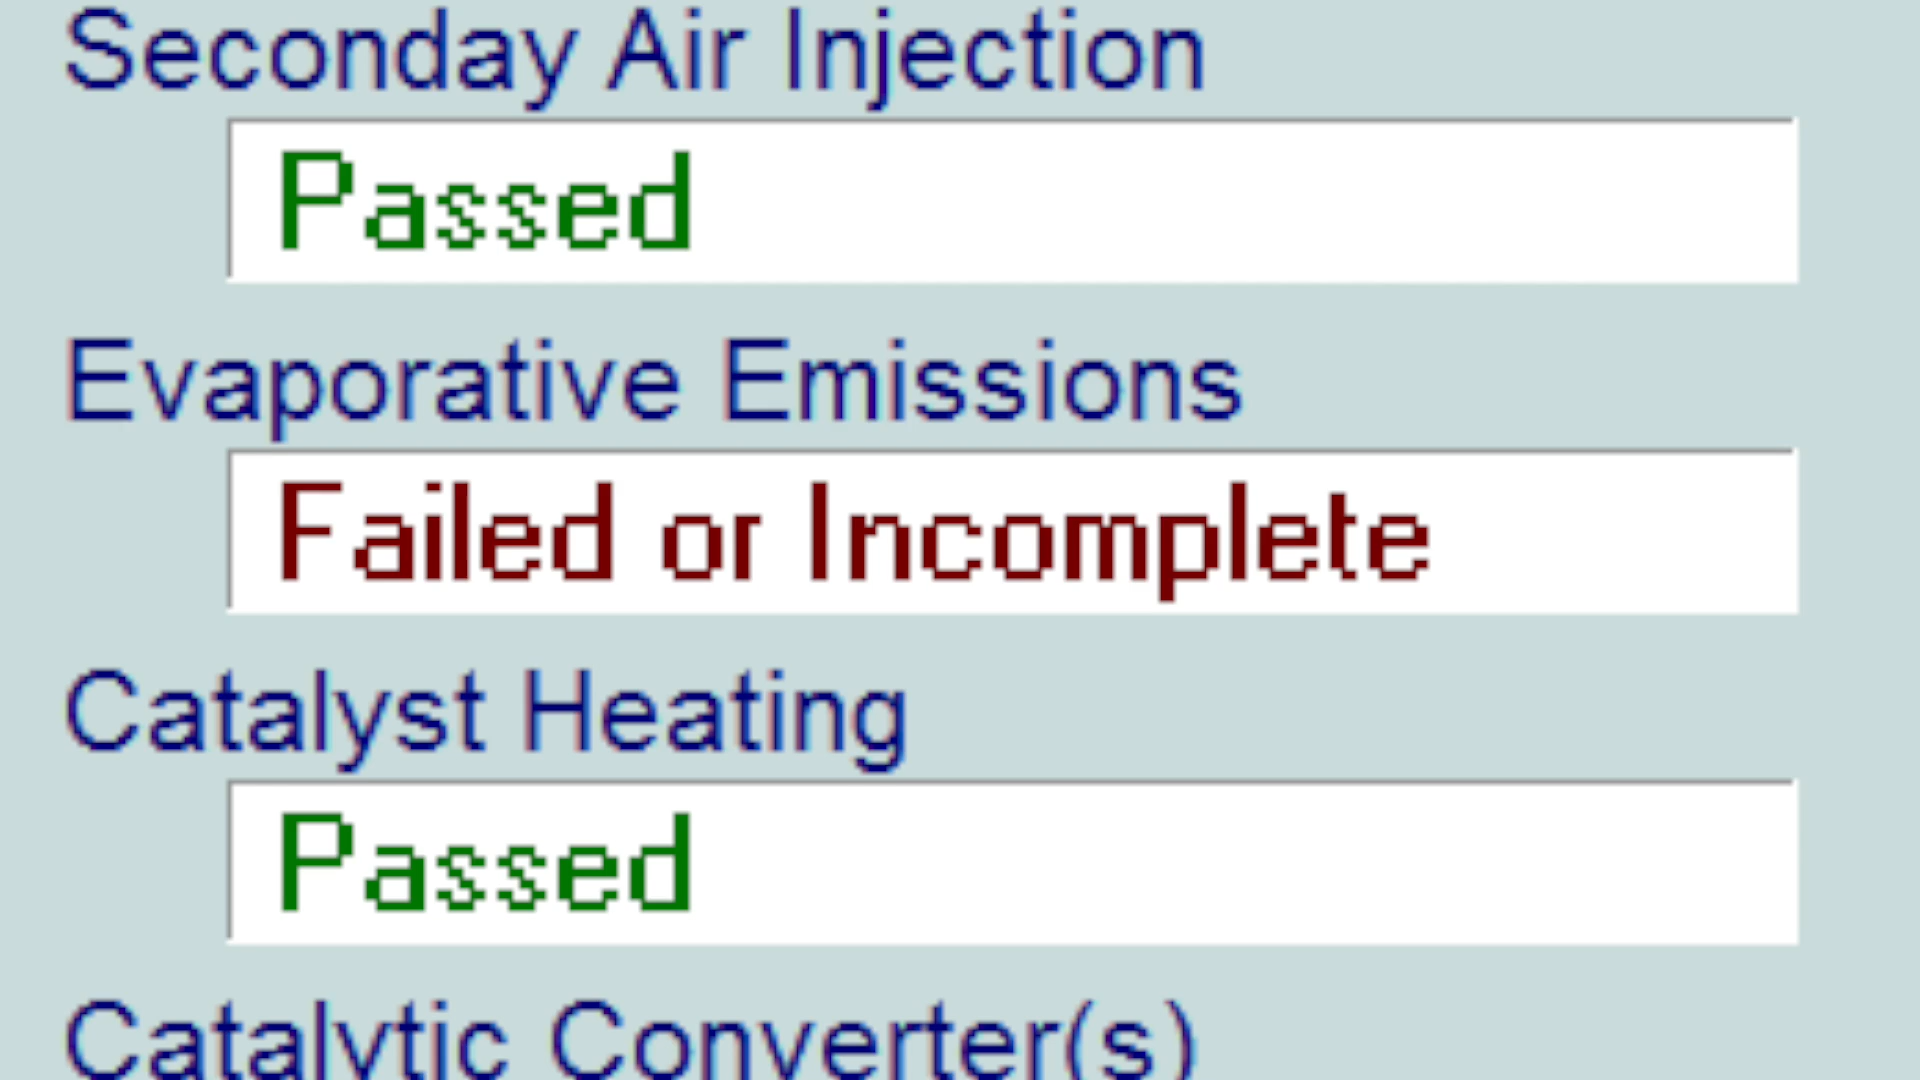 Seconday Air Injection
Passed
Evaporative Emissions
Failed or Incomplete
Catalyst Heating
Passed
Catalytic Converter(s)